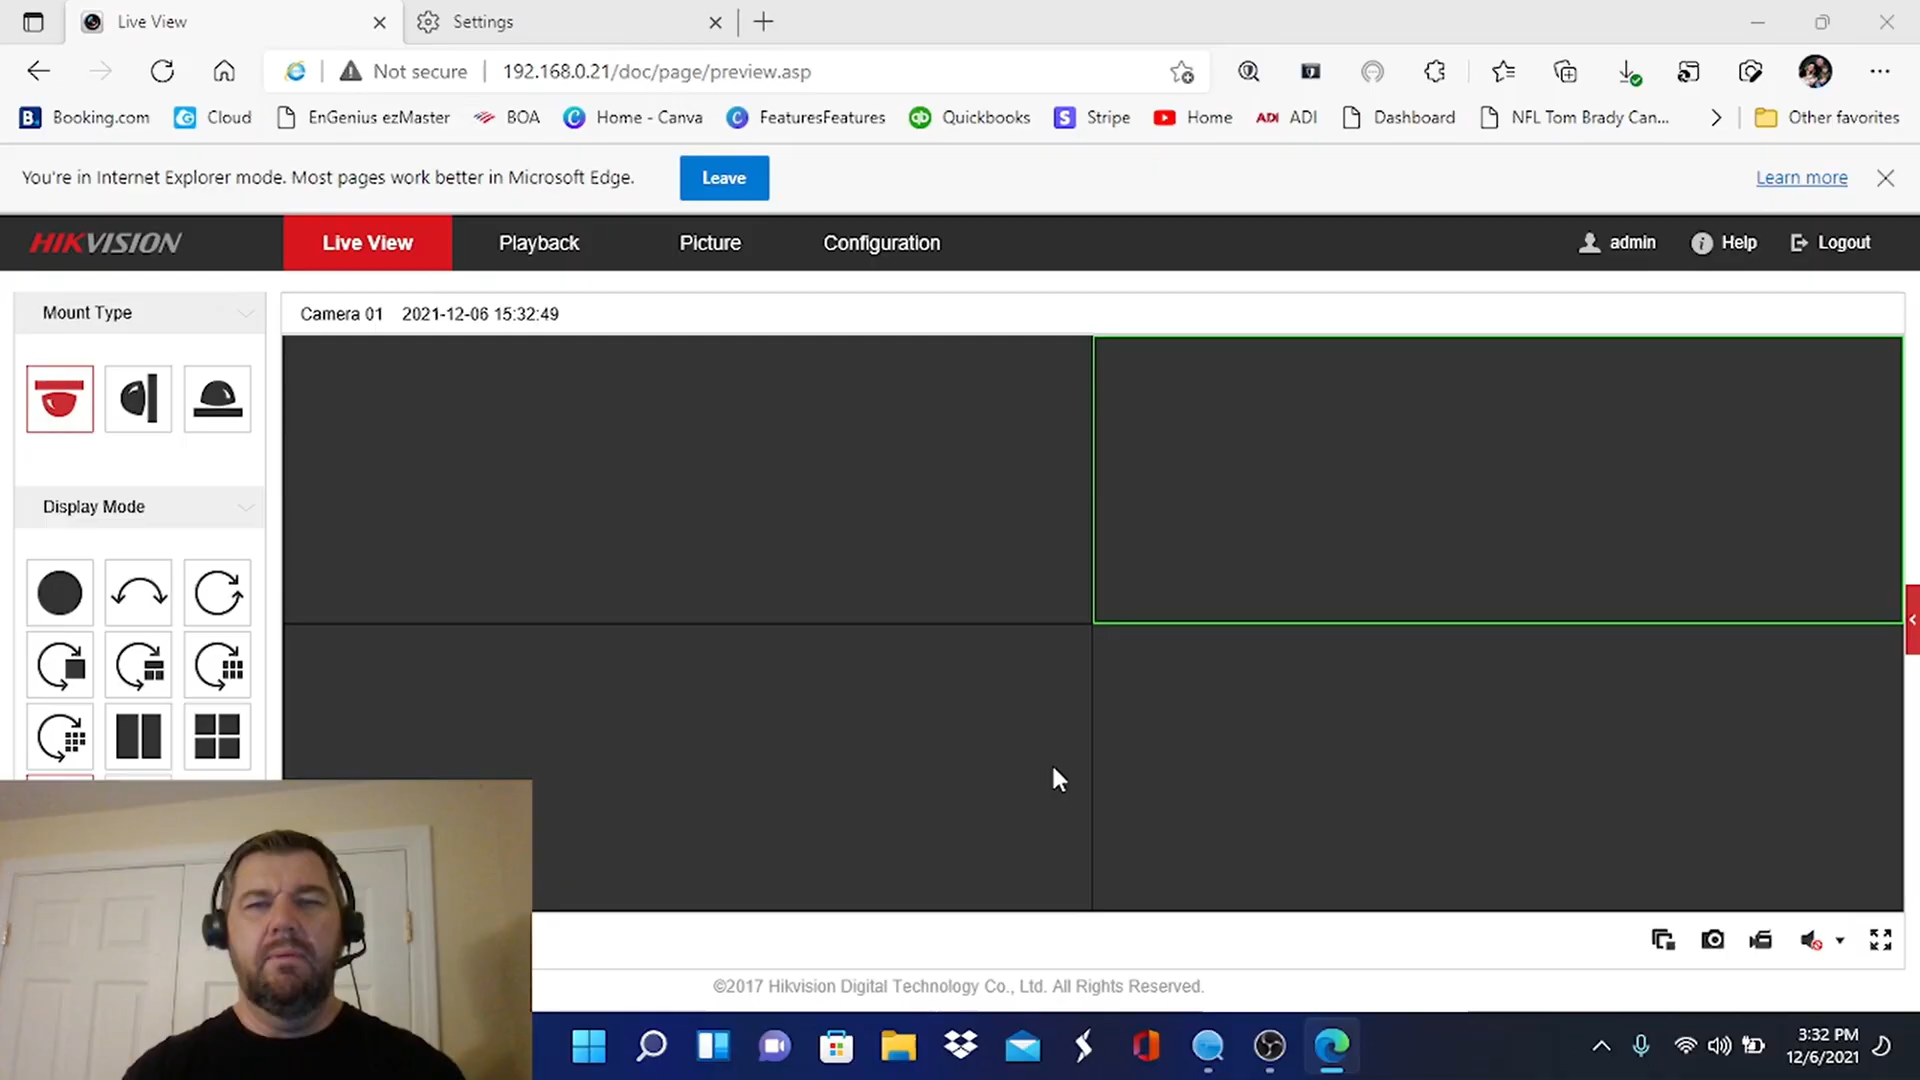 Live View
Settings
Not secure
192.168.0.21/doc/page/preview.asp
Booking.com
Cloud
EnGenius ezMaster
BOA
Home - Canva
FeaturesFeatures
Quickbooks
Stripe
Home
ADI ADI
Dashboard
NFL Tom Brady Can...
Other favorites
You're in Internet Explorer mode. Most pages work better in Microsoft Edge.
Leave
Learn more
HIKVISION
Live View
Playback
Picture
Configuration
admin
Help
Logout
Mount Type
Camera 01 2021-12-06 15:32:49
Display Mode
©2017 Hikvision Digital Technology Co., Ltd. All Rights Reserved.
3:32 PM
12/6/2021